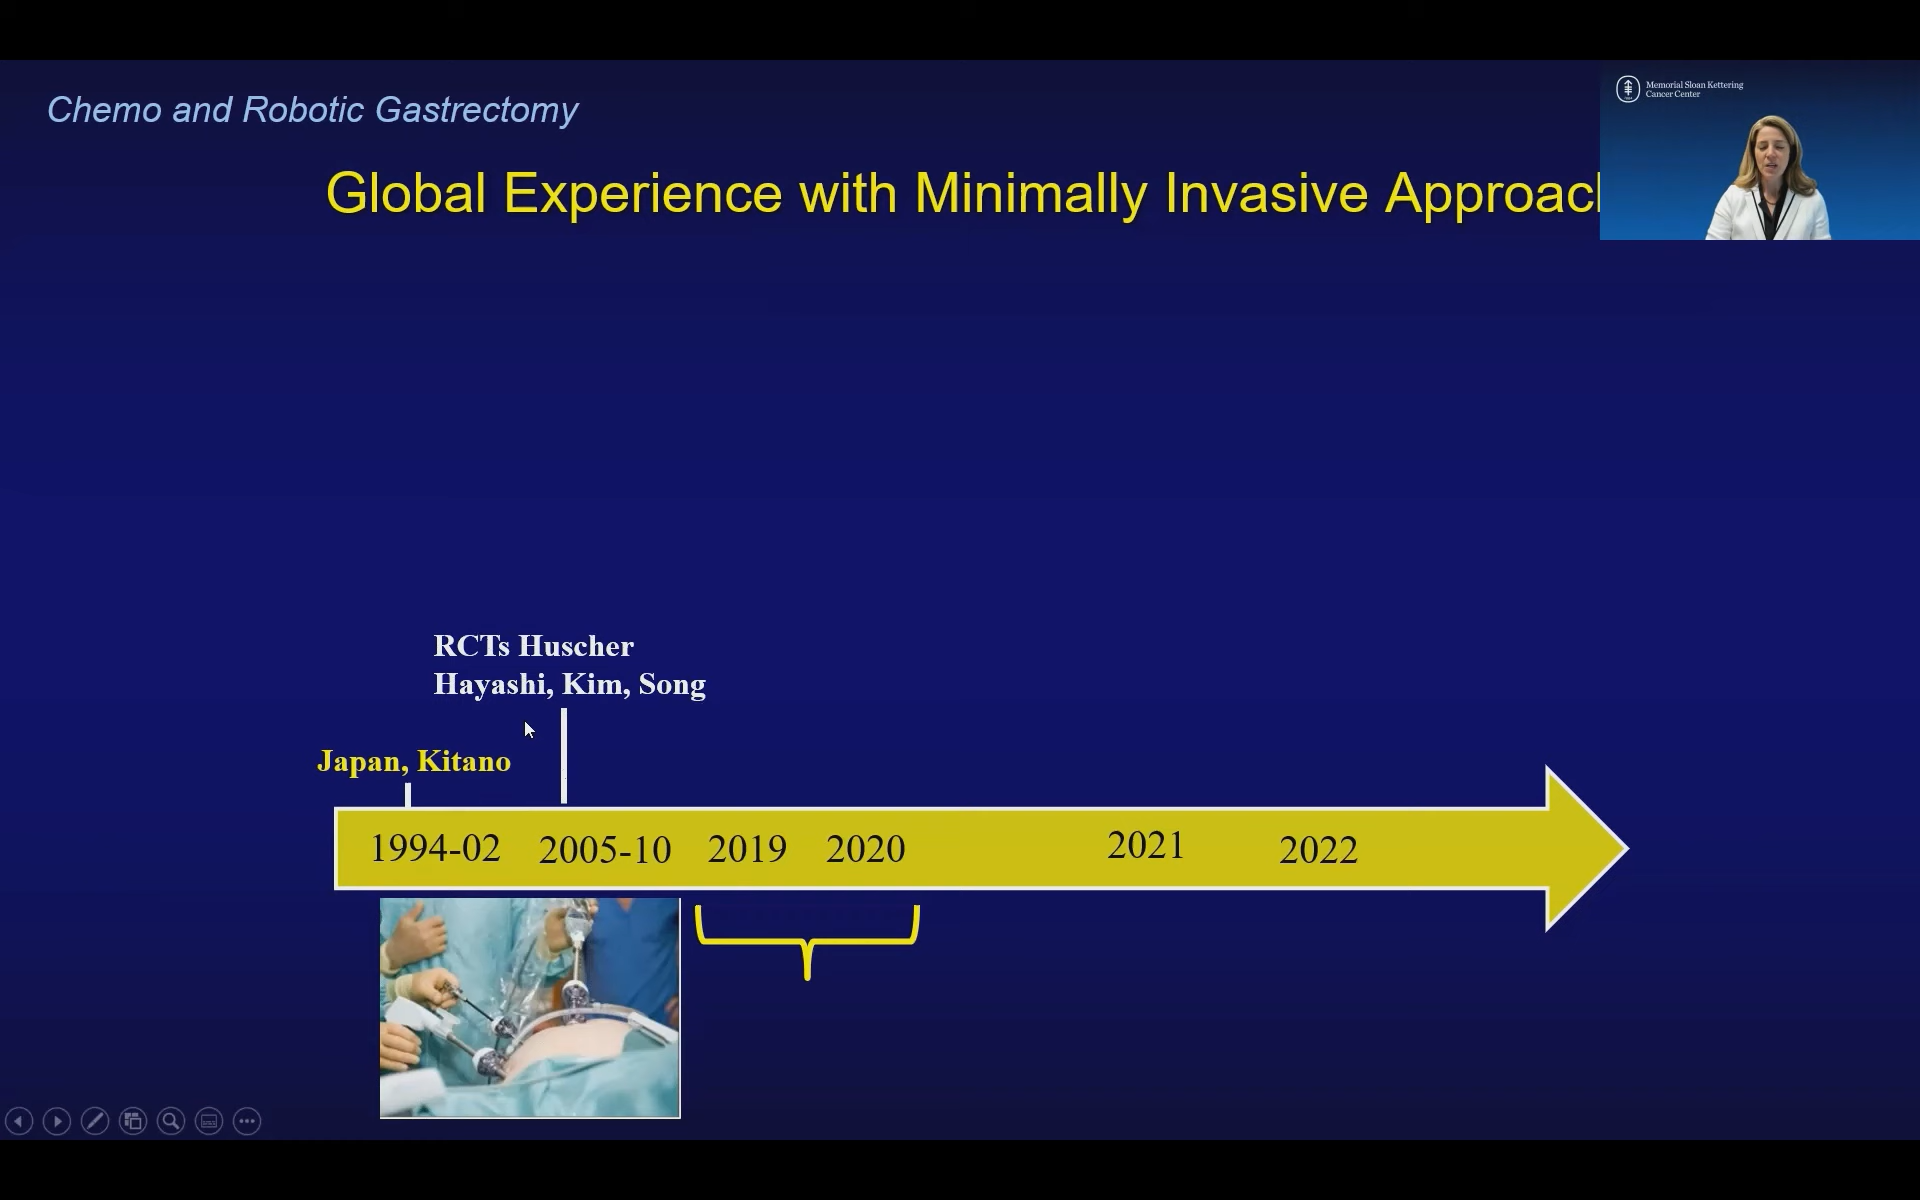 Chemo and Robotic Gastrectomy
Memorial Sloan Kettering
Cancer Center
Global Experience with Minimally Invasive Approach
RCTs Huscher
Hayashi, Kim, Song
Japan, Kitano
1994-02 2005-10 2019 2020 2021 2022